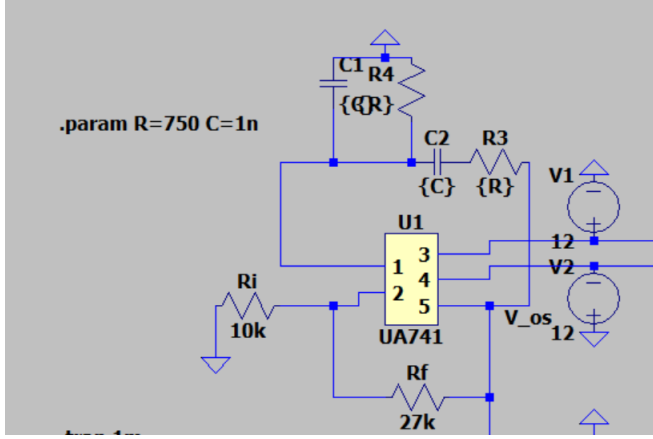 C1
R4
{C}
{R}
.param R=750 C=1n
C2
R3
{C}
{R}
V1
U1
12
3
V2
1
4
Ri
2
5
V_os
12
10k
UA741
Rf
27k